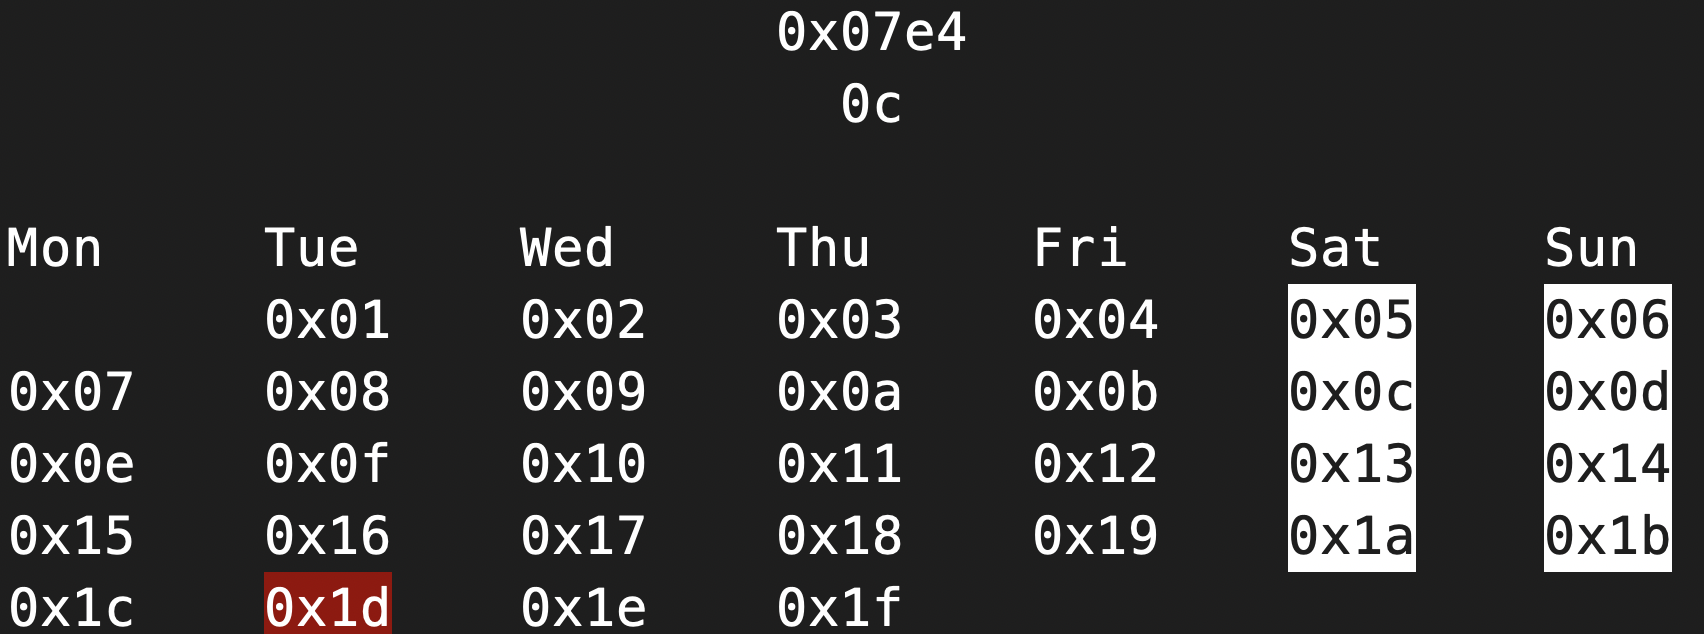 0x07e4
0c
Mon Tue Wed Thu Fri Sat Sun
0x01 0x02 0x03 0x04 0x05 0x06
0x07 0x08 0x09 0x0a 0x0b 0x0c 0x0d
0x0e 0x0f 0x10 0x11 0x12 0x13 0x14
0x15 0x16 0x17 0x18 0x19 0x1a 0x1b
0x1c 0x1d 0x1e 0x1f